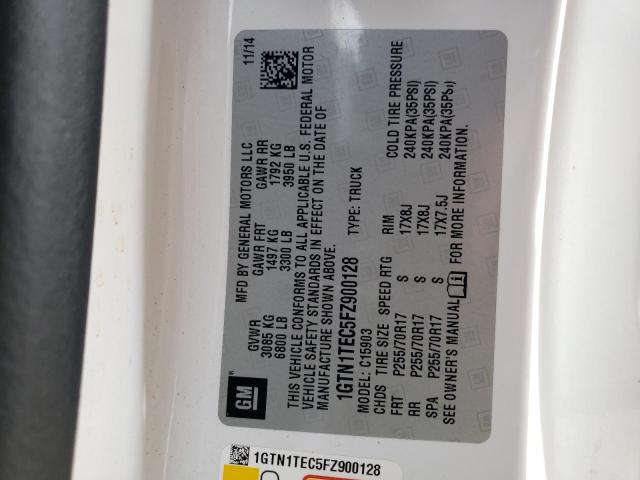 GM
MFD BY GENERAL MOTORS LLC
11/14
GVWR GAWR FRT GAWR RR
3085 KG 1497 KG 1792 KG
6800 LB 3300 LB 3950 LB
THIS VEHICLE CONFORMS TO ALL APPLICABLE U.S. FEDERAL MOTOR
VEHICLE SAFETY STANDARDS IN EFFECT ON THE DATE OF
MANUFACTURE SHOWN ABOVE.
1GTN1TEC5FZ900128 TYPE: TRUCK
MODEL: C15903
CHDS TIRE SIZE SPEED RTG RIM COLD TIRE PRESSURE
FRT P255/70R17 S 17X8J 240KPA(35PSI)
RR P255/70R17 S 17X8J 240KPA(35PSI)
SPA P255/70R17 S 17X7.5J 240KPA(35PSI)
SEE OWNER'S MANUAL FOR MORE INFORMATION.
1GTN1TEC5FZ900128